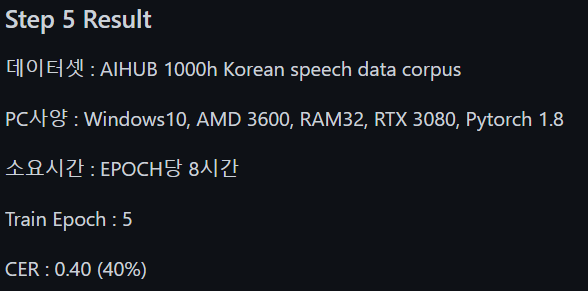 Step 5 Result
데이터셋 : AIHUB 1000h Korean speech data corpus
PC사양 : Windows10, AMD 3600, RAM32, RTX 3080, Pytorch 1.8
소요시간 : EPOCH당 8시간
Train Epoch : 5
CER : 0.40 (40%)